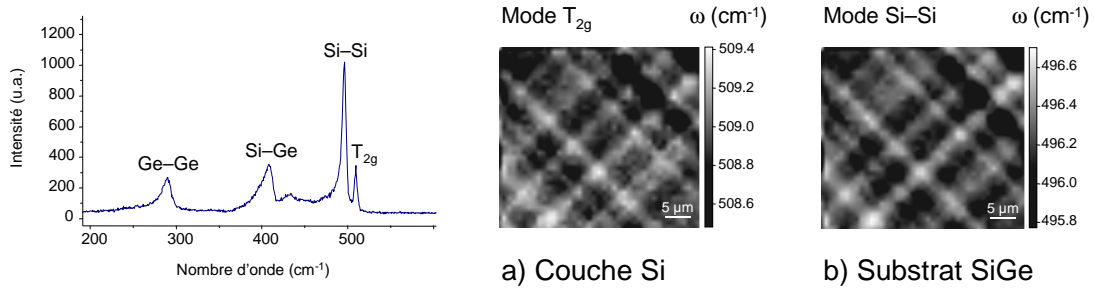 1200
1000
800
600
400
200
0
Intensité (u.a.)
Si–Si
Si–Ge
T2g
Ge–Ge
200 300 400 500
Nombre d'onde (cm-1)
Mode T2g ω (cm-1)
509.4
509.2
509.0
508.8
508.6
5 µm
a) Couche Si
Mode Si–Si ω (cm-1)
496.6
496.4
496.2
496.0
495.8
5 µm
b) Substrat SiGe